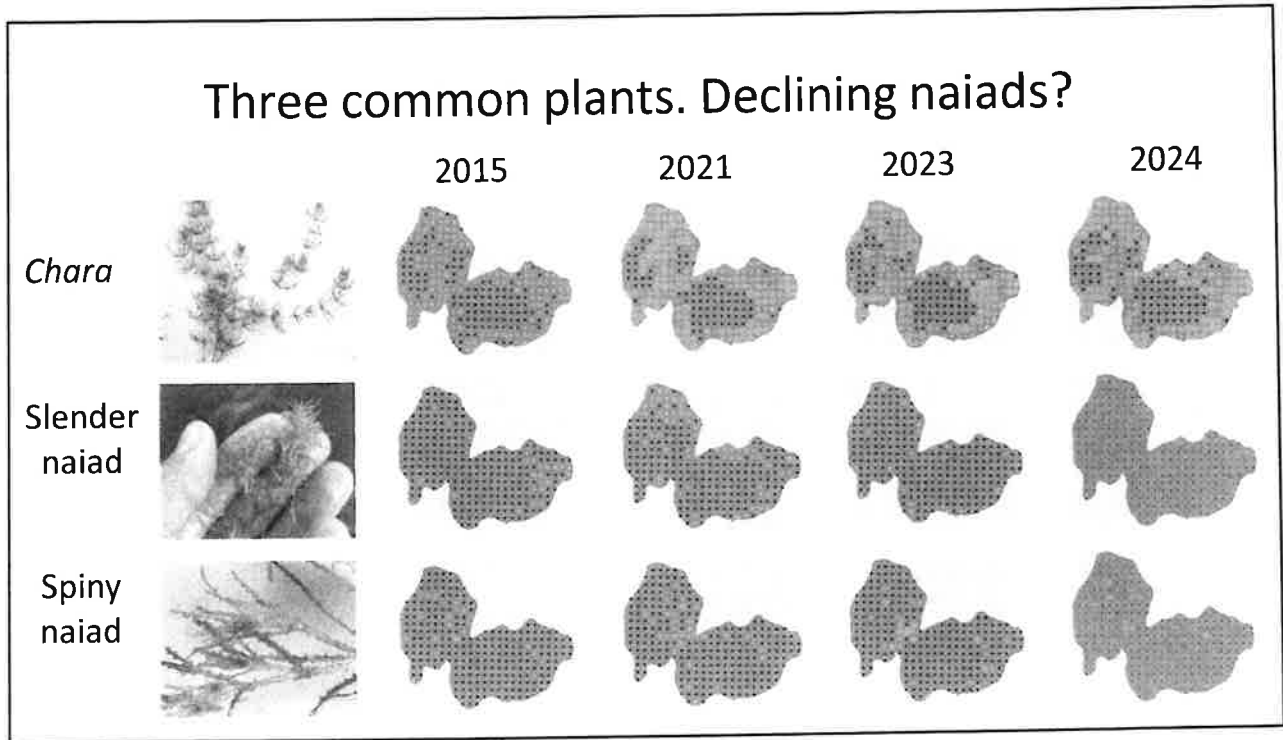 Three common plants. Declining naiads?
2015 2021 2023 2024
Chara
Slender
naiad
Spiny
naiad